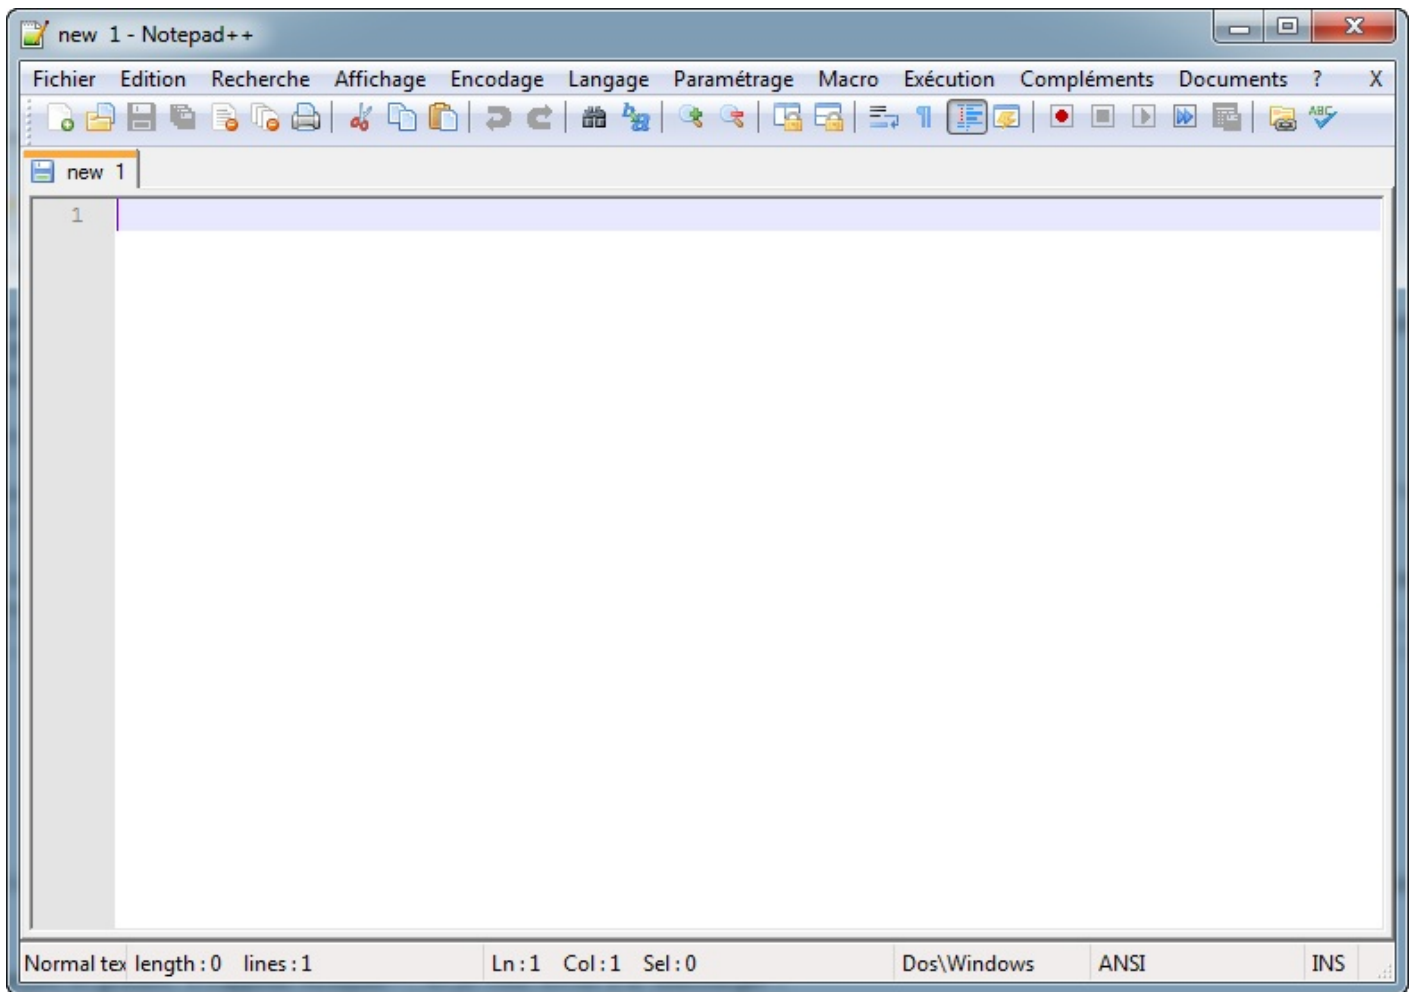 new 1 - Notepad++
Fichier Edition Recherche Affichage Encodage Langage Paramétrage Macro Exécution Compléments Documents ? X
ABC
new 1
1
Normal tex length : 0 lines : 1 Ln : 1 Col : 1 Sel : 0 Dos\Windows ANSI INS